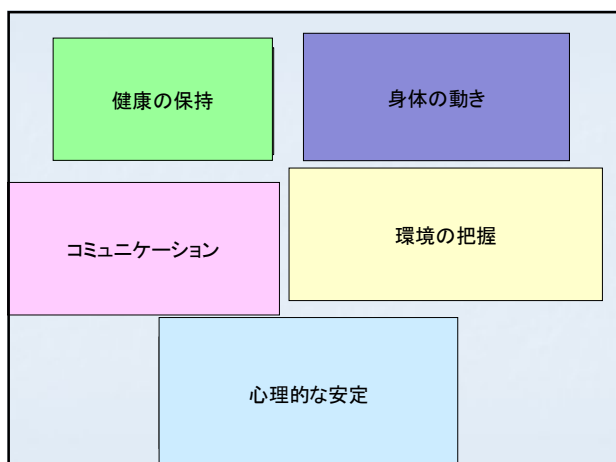 健康の保持
身体の動き
コミュニケーション
環境の把握
心理的な安定